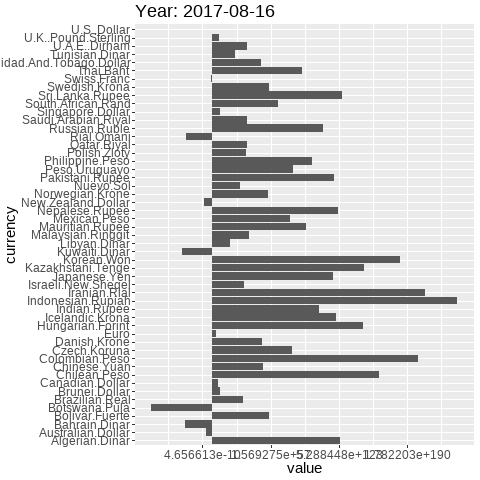 Year: 2017-08-16
U.S..Dollar
U.K..Pound.Sterling
U.A.E..Dirham
Tunisian.Dinar
idad.And.Tobago.Dollar
Thai.Baht
Swiss.Franc
Swedish.Krona
Sri.Lanka.Rupee
South.African.Rand
Singapore.Dollar
Saudi.Arabian.Riyal
Russian.Ruble
Rial.Omani
Qatar.Riyal
Polish.Zloty
Philippine.Peso
Peso.Uruguayo
Pakistani.Rupee
Nuevo.Sol
Norwegian.Krone
New.Zealand.Dollar
Nepalese.Rupee
Mexican.Peso
Mauritian.Rupee
Malaysian.Ringgit
Libyan.Dinar
Kuwaiti.Dinar
Korean.Won
Kazakhstani.Tenge
Japanese.Yen
Israeli.New.Sheqel
Iranian.Rial
Indonesian.Rupiah
Indian.Rupee
Icelandic.Krona
Hungarian.Forint
Euro
Danish.Krone
Czech.Koruna
Colombian.Peso
Chinese.Yuan
Chilean.Peso
Canadian.Dollar
Brunei.Dollar
Brazilian.Real
Botswana.Pula
Bolivar.Fuerte
Bahrain.Dinar
Australian.Dollar
Algerian.Dinar
currency
value